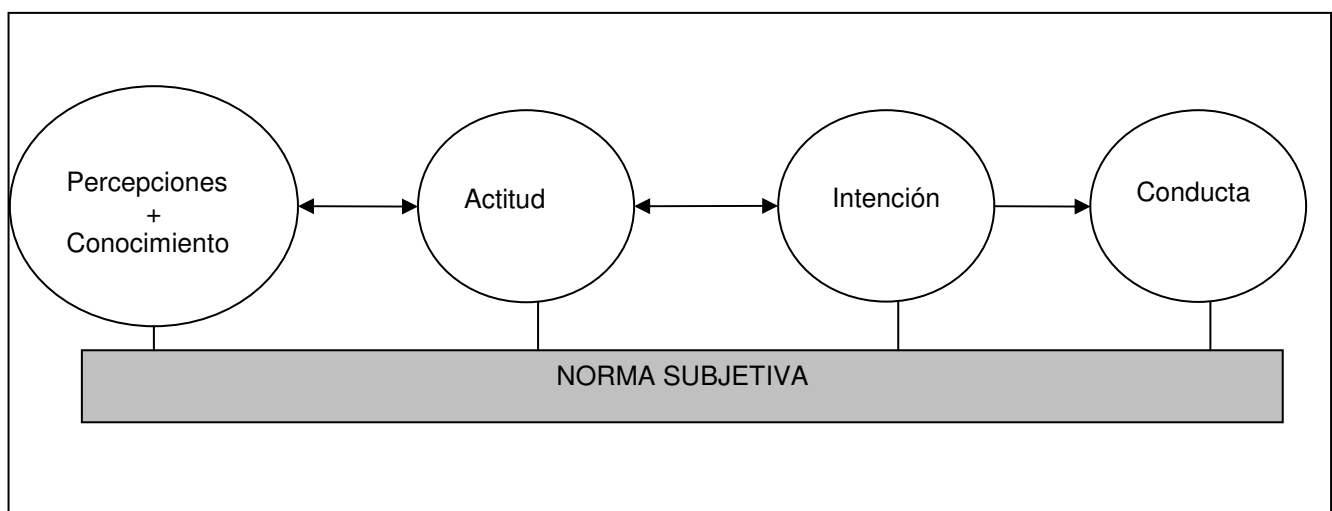 Percepciones
+
Conocimiento
Actitud
Intención
Conducta
NORMA SUBJETIVA